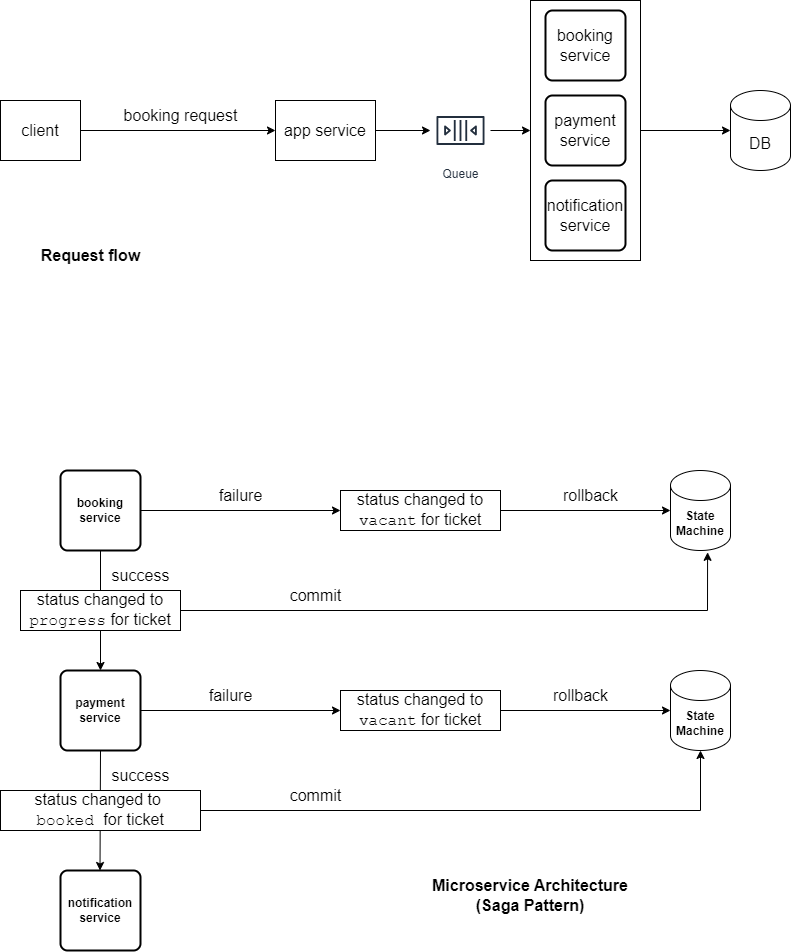 booking
service
client
booking request
app service
payment
service
DB
Queue
notification
service
Request flow
booking
service
failure
status changed to
vacant for ticket
rollback
State
Machine
success
status changed to
progress for ticket
commit
payment
service
failure
status changed to
vacant for ticket
rollback
State
Machine
success
status changed to
booked for ticket
commit
notification
service
Microservice Architecture
(Saga Pattern)